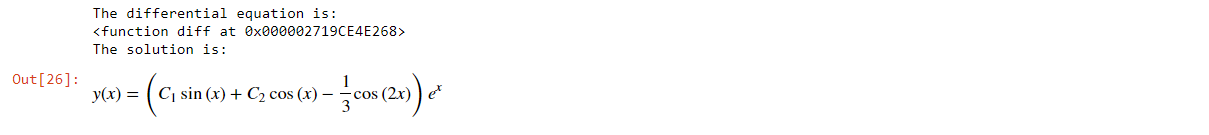 The differential equation is:
<function diff at 0x000002719CE4E268>
The solution is:
Out[26]: y(x) = (C₁ sin (x) + C₂ cos (x) − 1/3 cos (2x)) eˣ